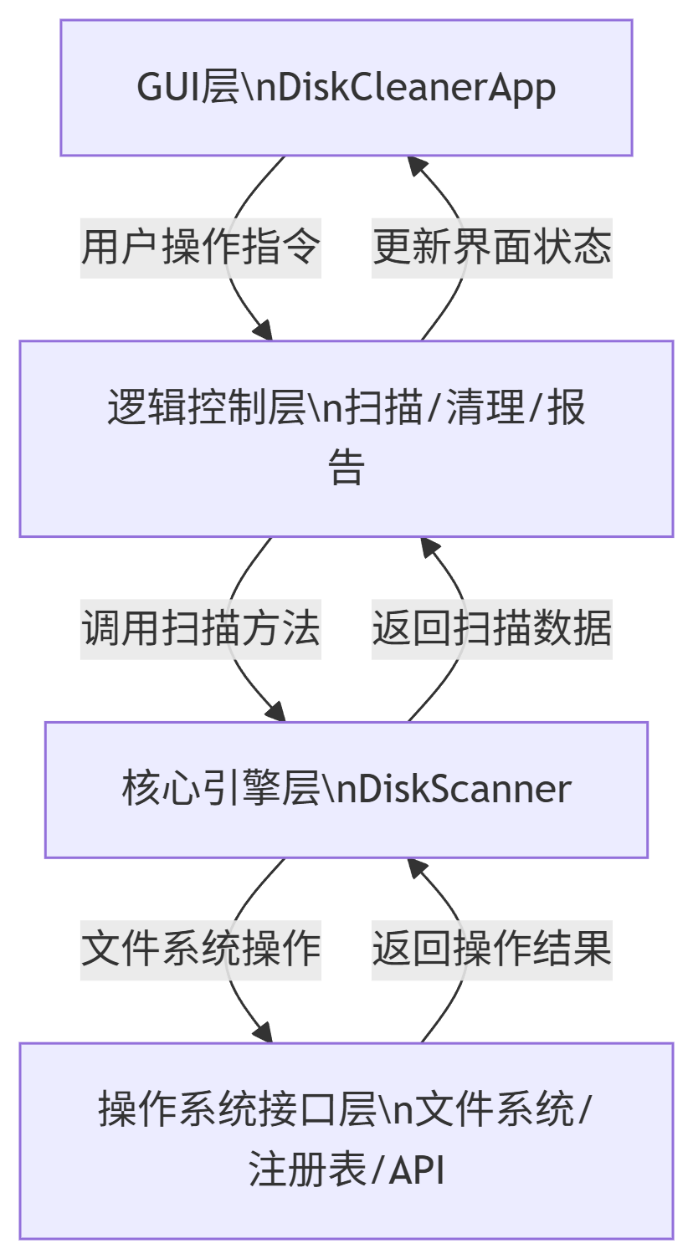 GUI层\nDiskCleanerApp
用户操作指令
更新界面状态
逻辑控制层\n扫描/清理/报
告
调用扫描方法
返回扫描数据
核心引擎层\nDiskScanner
文件系统操作
返回操作结果
操作系统接口层\n文件系统/
注册表/API